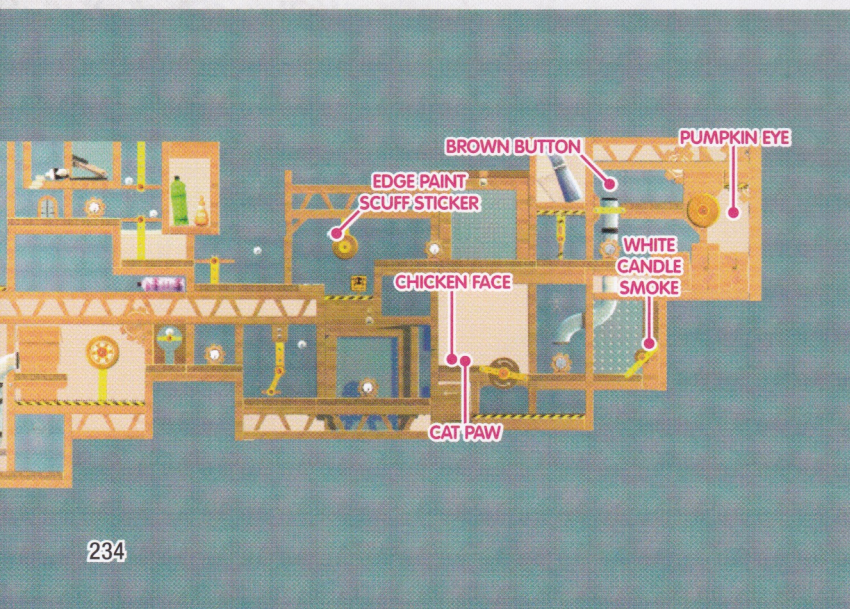 BROWN BUTTON
PUMPKIN EYE
EDGE PAINT
SCUFF STICKER
WHITE
CANDLE
SMOKE
CHICKEN FACE
CAT PAW
234